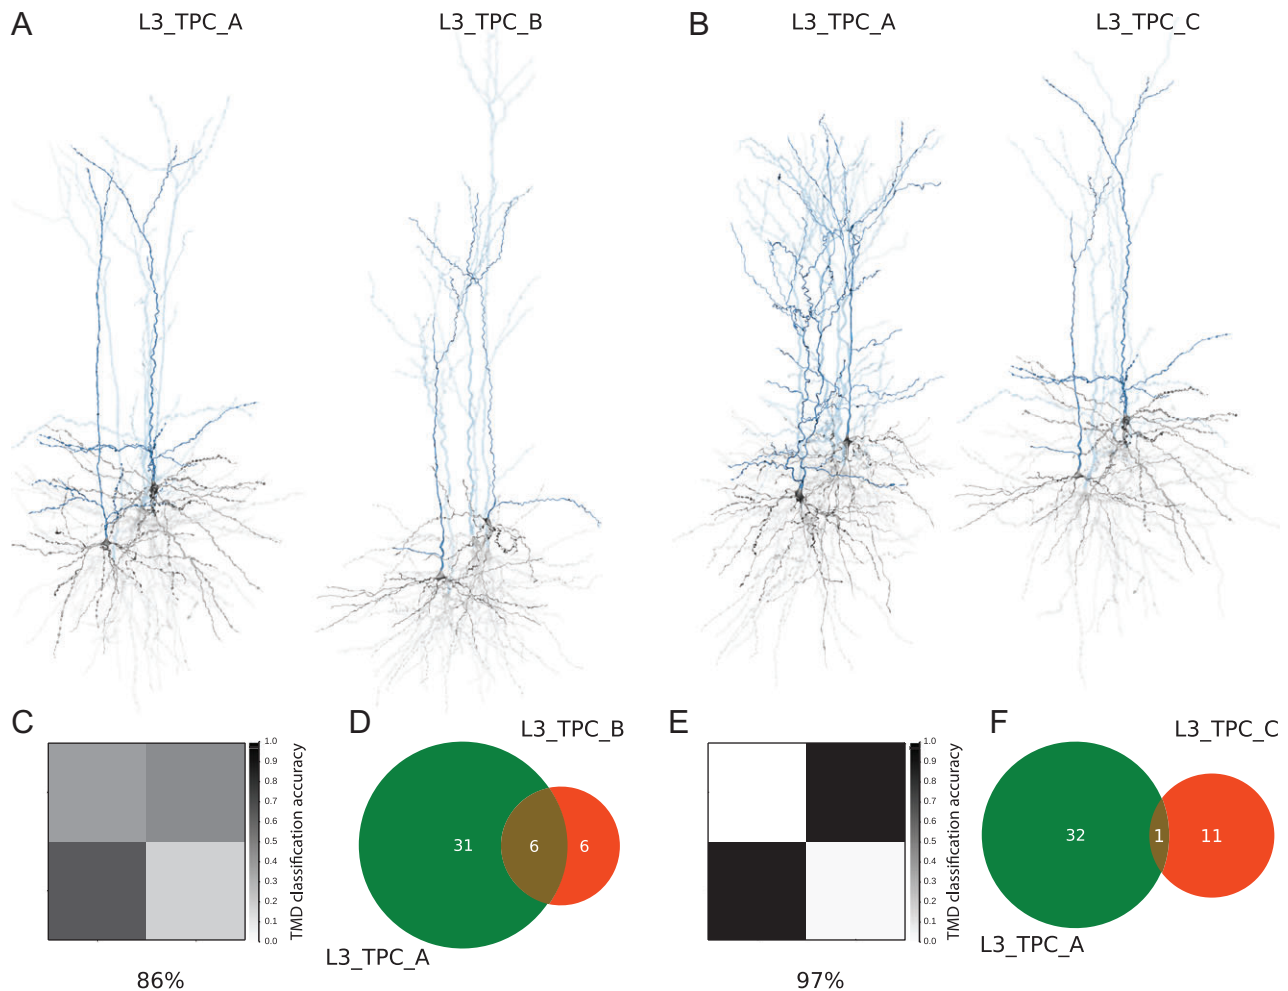 A
L3_TPC_A
L3_TPC_B
B
L3_TPC_A
L3_TPC_C
C
1.0
0.9
0.8
0.7
0.6
0.5
0.4
0.3
0.2
0.1
0.0
TMD classification accuracy
86%
D
L3_TPC_B
31
6
6
L3_TPC_A
E
1.0
0.9
0.8
0.7
0.6
0.5
0.4
0.3
0.2
0.1
0.0
TMD classification accuracy
97%
F
L3_TPC_C
32
1
11
L3_TPC_A